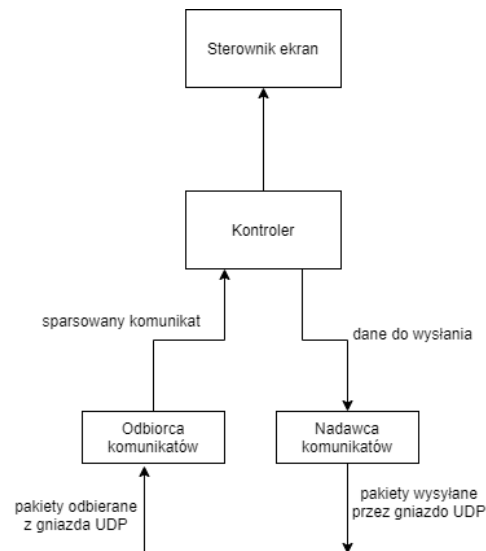 Sterownik ekran
Kontroler
sparsowany komunikat
dane do wysłania
Odbiorca
komunikatów
Nadawca
komunikatów
pakiety odbierane
z gniazda UDP
pakiety wysyłane
przez gniazdo UDP